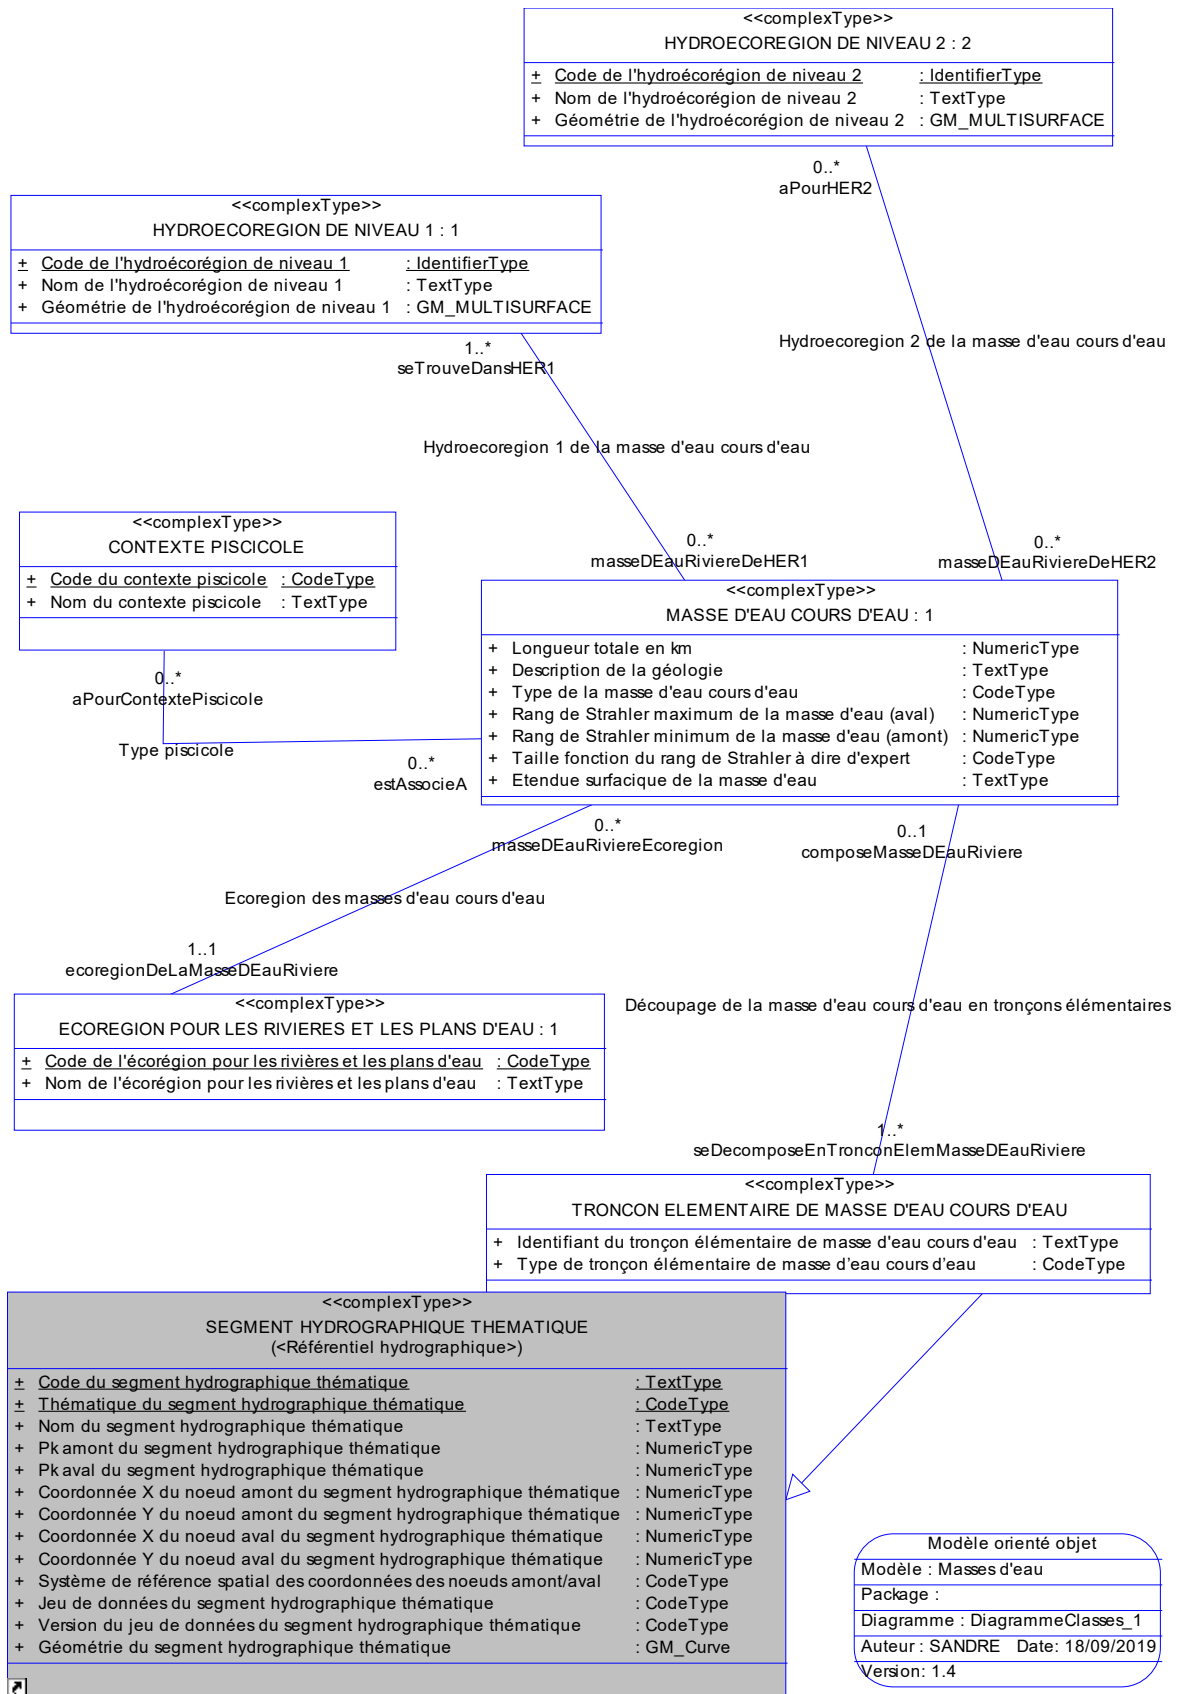 <<complexType>>
HYDROECOREGION DE NIVEAU 2 : 2
+ Code de l'hydroécorégion de niveau 2 : IdentifierType
+ Nom de l'hydroécorégion de niveau 2 : TextType
+ Géométrie de l'hydroécorégion de niveau 2 : GM_MULTISURFACE
0..*
aPourHER2
<<complexType>>
HYDROECOREGION DE NIVEAU 1 : 1
+ Code de l'hydroécorégion de niveau 1 : IdentifierType
+ Nom de l'hydroécorégion de niveau 1 : TextType
+ Géométrie de l'hydroécorégion de niveau 1 : GM_MULTISURFACE
1..*
seTrouveDansHER1
Hydroecoregion 2 de la masse d'eau cours d'eau
Hydroecoregion 1 de la masse d'eau cours d'eau
<<complexType>>
CONTEXTE PISCICOLE
+ Code du contexte piscicole : CodeType
+ Nom du contexte piscicole : TextType
0..*
masseDEauRiviereDeHER1
0..*
masseDEauRiviereDeHER2
<<complexType>>
MASSE D'EAU COURS D'EAU : 1
+ Longueur totale en km : NumericType
+ Description de la géologie : TextType
+ Type de la masse d'eau cours d'eau : CodeType
+ Rang de Strahler maximum de la masse d'eau (aval) : NumericType
+ Rang de Strahler minimum de la masse d'eau (amont) : NumericType
+ Taille fonction du rang de Strahler à dire d'expert : CodeType
+ Etendue surfacique de la masse d'eau : TextType
0..*
aPourContextePiscicole
Type piscicole
0..*
estAssocieA
0..*
masseDEauRiviereEcoregion
0..1
composeMasseDEauRiviere
Ecoregion des masses d'eau cours d'eau
1..1
ecoregionDeLaMasseDEauRiviere
<<complexType>>
ECOREGION POUR LES RIVIERES ET LES PLANS D'EAU : 1
+ Code de l'écorégion pour les rivières et les plans d'eau : CodeType
+ Nom de l'écorégion pour les rivières et les plans d'eau : TextType
Découpage de la masse d'eau cours d'eau en tronçons élémentaires
1..*
seDecomposeEnTronconElemMasseDEauRiviere
<<complexType>>
TRONCON ELEMENTAIRE DE MASSE D'EAU COURS D'EAU
+ Identifiant du tronçon élémentaire de masse d'eau cours d'eau : TextType
+ Type de tronçon élémentaire de masse d’eau cours d’eau : CodeType
<<complexType>>
SEGMENT HYDROGRAPHIQUE THEMATIQUE
(<Référentiel hydrographique>)
+ Code du segment hydrographique thématique : TextType
+ Thématique du segment hydrographique thématique : CodeType
+ Nom du segment hydrographique thématique : TextType
+ Pk amont du segment hydrographique thématique : NumericType
+ Pk aval du segment hydrographique thématique : NumericType
+ Coordonnée X du noeud amont du segment hydrographique thématique : NumericType
+ Coordonnée Y du noeud amont du segment hydrographique thématique : NumericType
+ Coordonnée X du noeud aval du segment hydrographique thématique : NumericType
+ Coordonnée Y du noeud aval du segment hydrographique thématique : NumericType
+ Système de référence spatial des coordonnées des noeuds amont/aval : CodeType
+ Jeu de données du segment hydrographique thématique : CodeType
+ Version du jeu de données du segment hydrographique thématique : CodeType
+ Géométrie du segment hydrographique thématique : GM_Curve
Modèle orienté objet
Modèle : Masses d'eau
Package :
Diagramme : DiagrammeClasses_1
Auteur : SANDRE Date: 18/09/2019
Version: 1.4